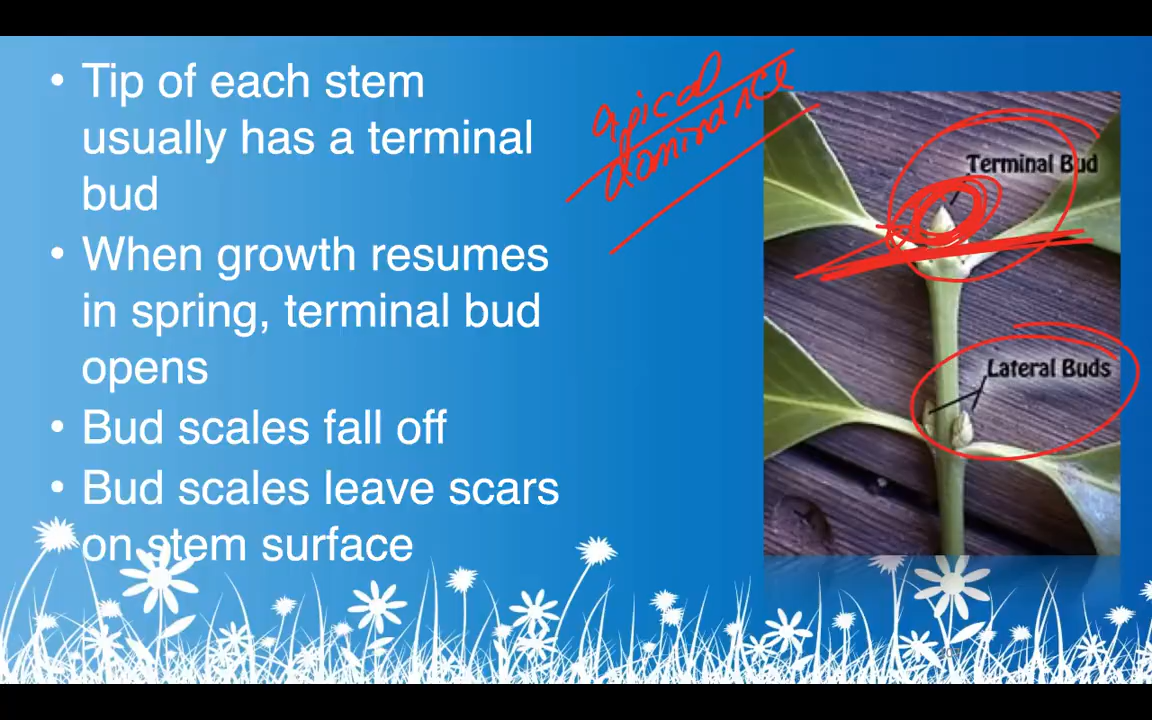 • Tip of each stem
usually has a terminal
bud
• When growth resumes
in spring, terminal bud
opens
• Bud scales fall off
• Bud scales leave scars
on stem surface
apical
dominance
Terminal Bud
Lateral Buds